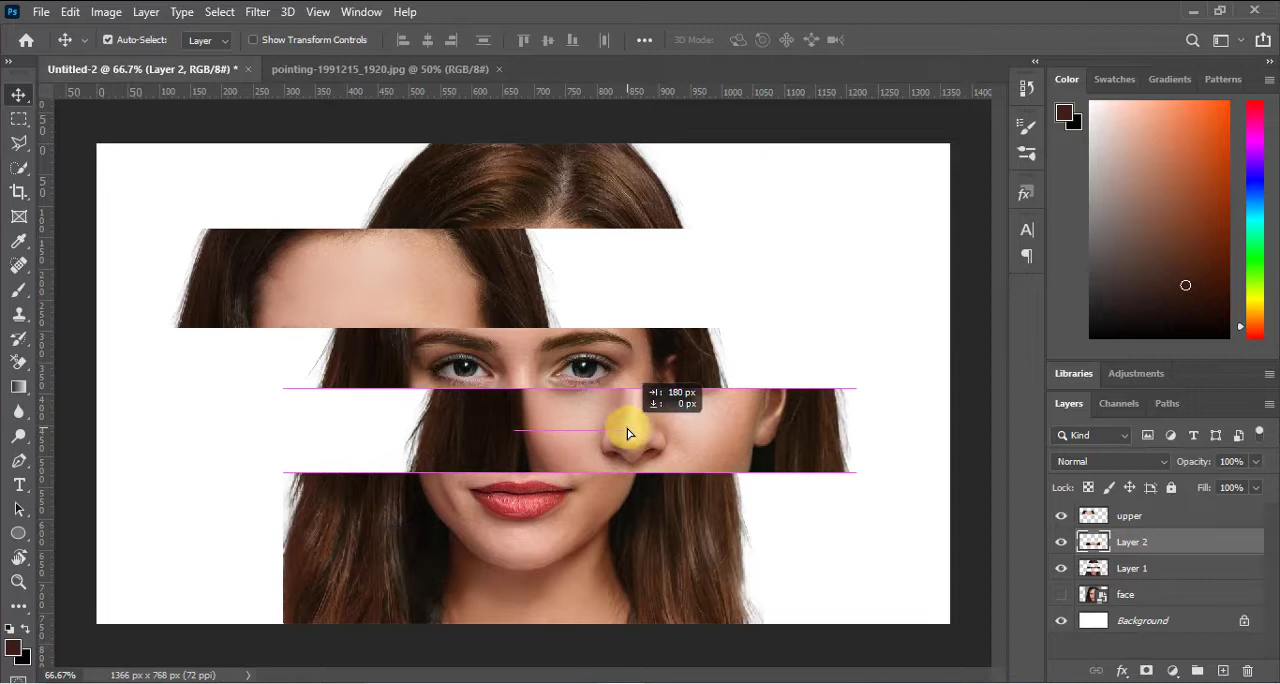 Ps File Edit Image Layer Type Select Filter 3D View Window Help
Auto-Select: Layer Show Transform Controls 3D Mode:
Untitled-2 @ 66.7% (Layer 2, RGB/8#) * × pointing-1991215_1920.jpg @ 50% (RGB/8#) ×
50 0 50 100 150 200 250 300 350 400 450 500 550 600 650 700 750 800 850 900 950 1000 1050 1100 1150 1200 1250 1300 1350 1400
Color Swatches Gradients Patterns
180 px
0 px
Libraries Adjustments
Layers Channels Paths
Kind
Normal Opacity: 100%
Lock: Fill: 100%
upper
Layer 2
Layer 1
face
Background
66.67% 1366 px x 768 px (72 ppi)